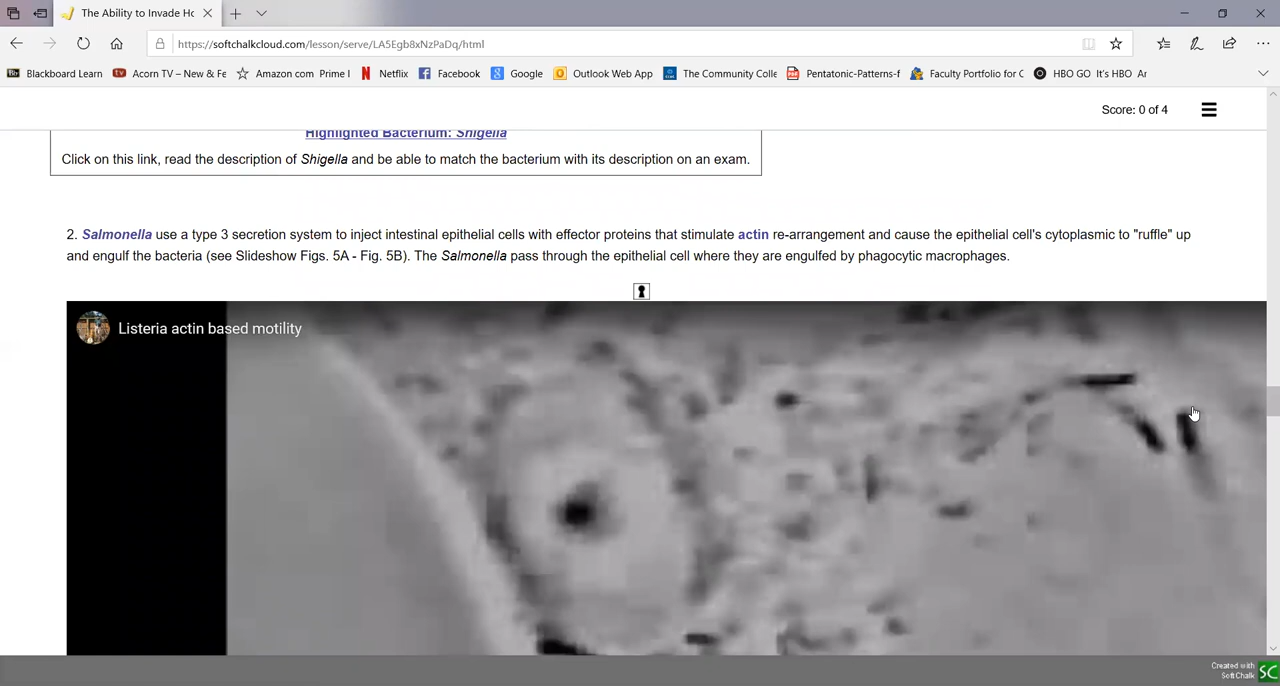 The Ability to Invade Ho
https://softchalkcloud.com/lesson/serve/LA5Egb8xNzPaDq/html
Blackboard Learn Acorn TV – New & Fe Amazon com Prime I Netflix Facebook Google Outlook Web App The Community Colle Pentatonic-Patterns-f Faculty Portfolio for C HBO GO It's HBO Ar
Score: 0 of 4
Highlighted Bacterium: Shigella
Click on this link, read the description of Shigella and be able to match the bacterium with its description on an exam.
2. Salmonella use a type 3 secretion system to inject intestinal epithelial cells with effector proteins that stimulate actin re-arrangement and cause the epithelial cell's cytoplasmic to "ruffle" up
and engulf the bacteria (see Slideshow Figs. 5A - Fig. 5B). The Salmonella pass through the epithelial cell where they are engulfed by phagocytic macrophages.
Listeria actin based motility
Created with
SoftChalk
SC